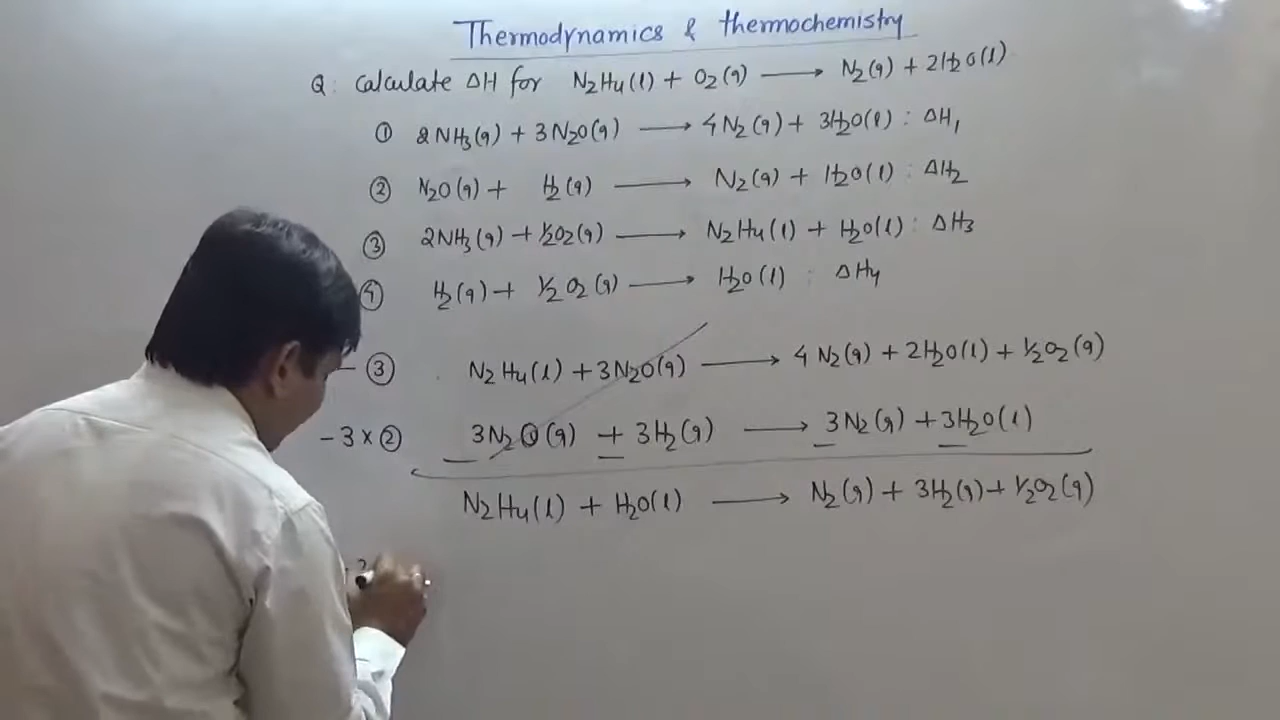 Thermodynamics & thermochemistry
Q: Calculate ΔH for N2H4(l) + O2(g) ⟶ N2(g) + 2H2O(l)
① 2NH3(g) + 3N2O(g) ⟶ 4N2(g) + 3H2O(l) : ΔH1
② N2O(g) + H2(g) ⟶ N2(g) + H2O(l) : ΔH2
③ 2NH3(g) + 1/2O2(g) ⟶ N2H4(l) + H2O(l) : ΔH3
④ H2(g) + 1/2O2(g) ⟶ H2O(l) : ΔH4
- ③ N2H4(l) + 3N2O(g) ⟶ 4N2(g) + 2H2O(l) + 1/2O2(g)
-3 × ② 3N2O(g) + 3H2(g) ⟶ 3N2(g) + 3H2O(l)
N2H4(l) + H2O(l) ⟶ N2(g) + 3H2(g) + 1/2O2(g)